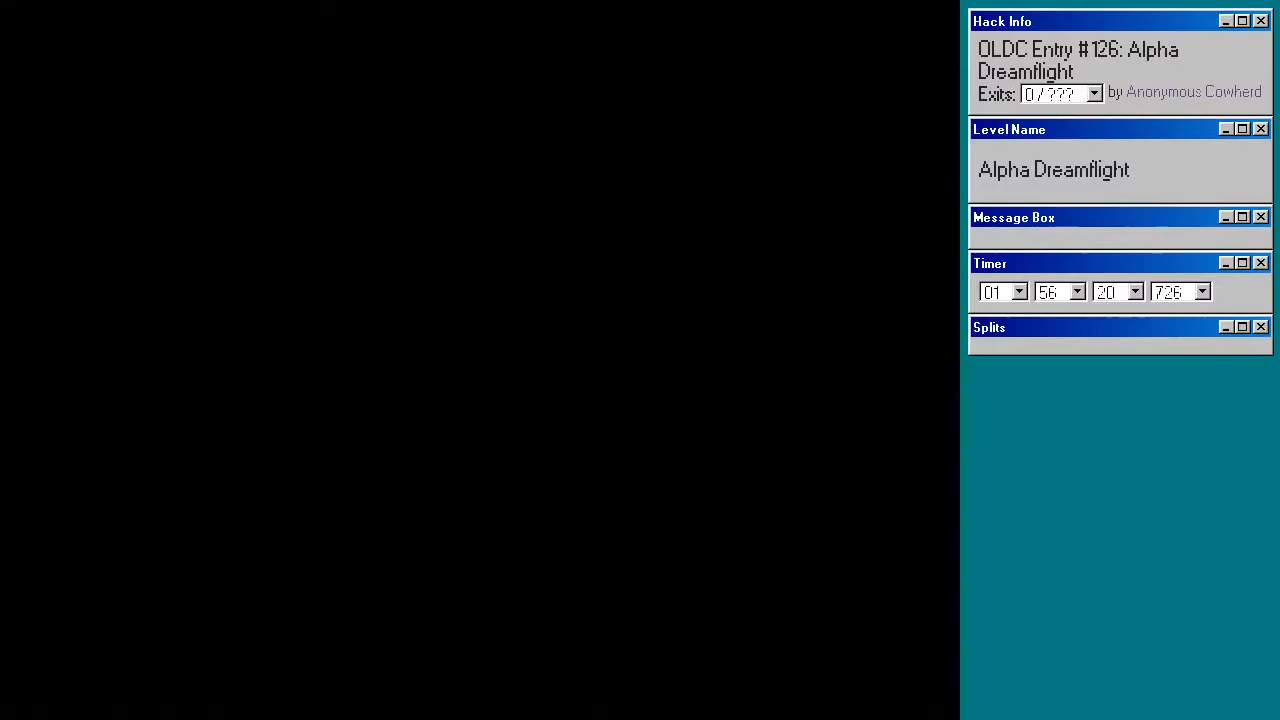 Hack Info
OLDC Entry #126: Alpha
Dreamflight
Exits: 0 / ??? by Anonymous Cowherd
Level Name
Alpha Dreamflight
Message Box
Timer
01 56 20 726
Splits